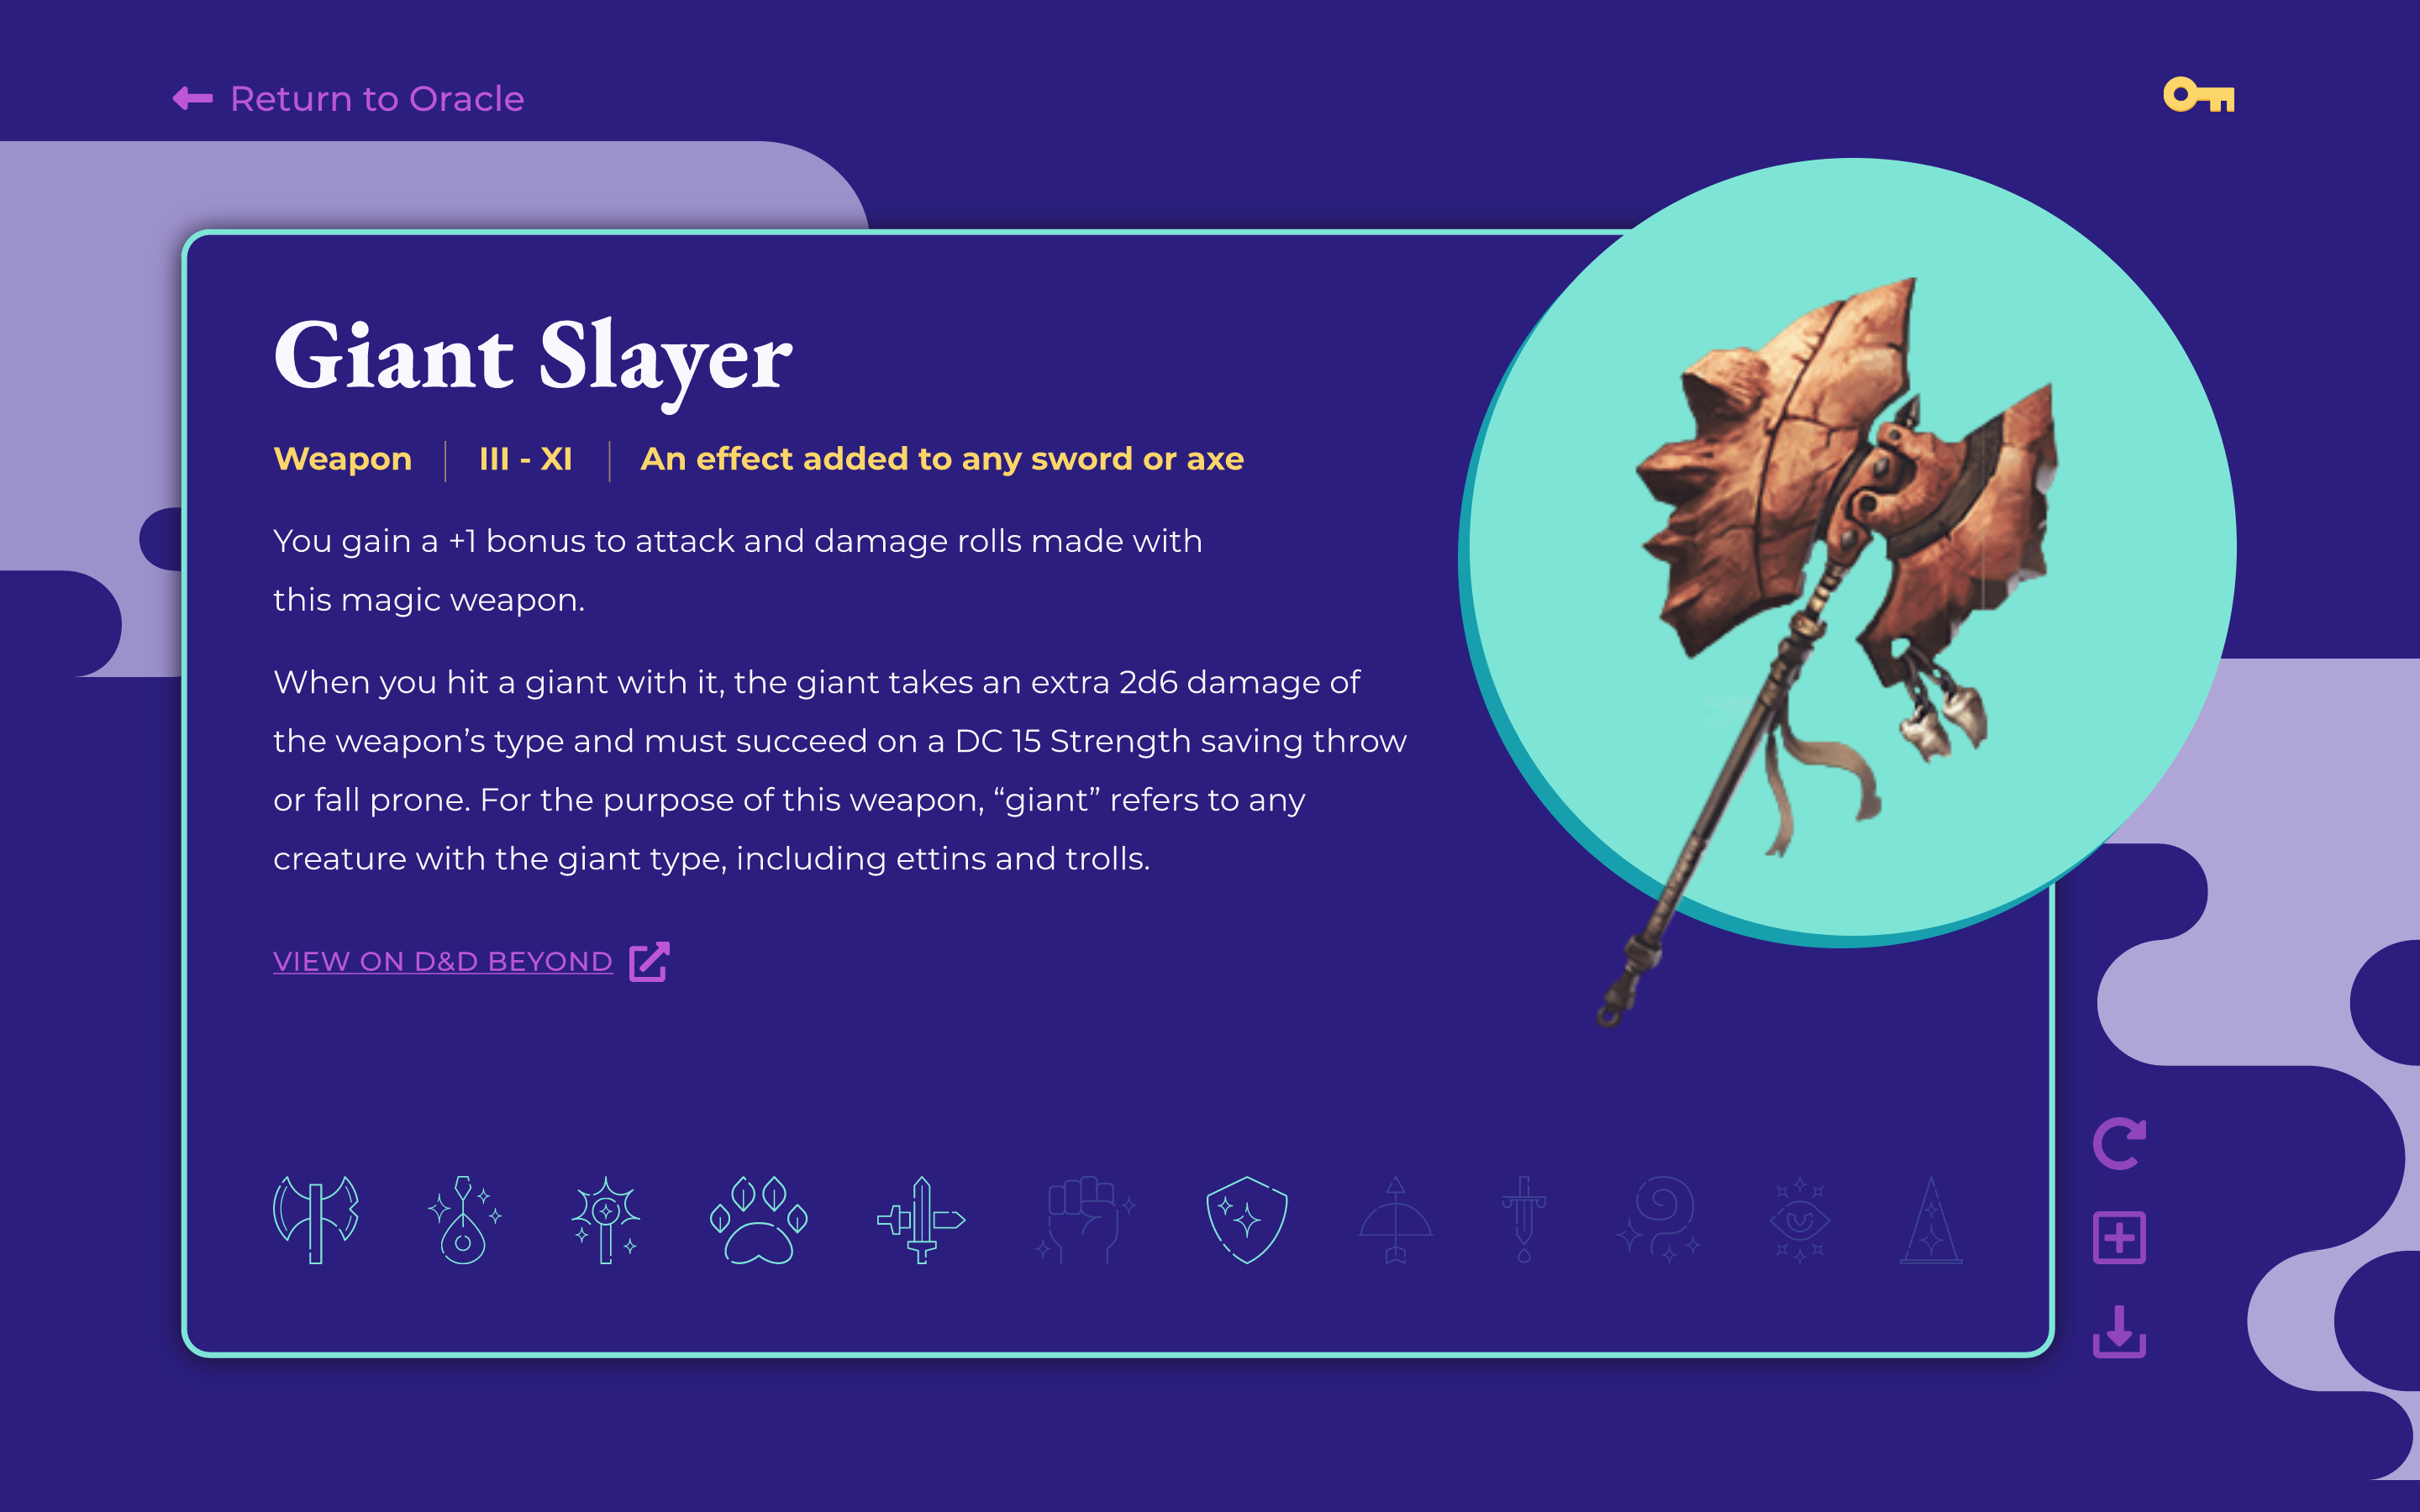 Return to Oracle
Giant Slayer
Weapon
III - XI
An effect added to any sword or axe
You gain a +1 bonus to attack and damage rolls made with
this magic weapon.
When you hit a giant with it, the giant takes an extra 2d6 damage of
the weapon’s type and must succeed on a DC 15 Strength saving throw
or fall prone. For the purpose of this weapon, “giant” refers to any
creature with the giant type, including ettins and trolls.
VIEW ON D&D BEYOND